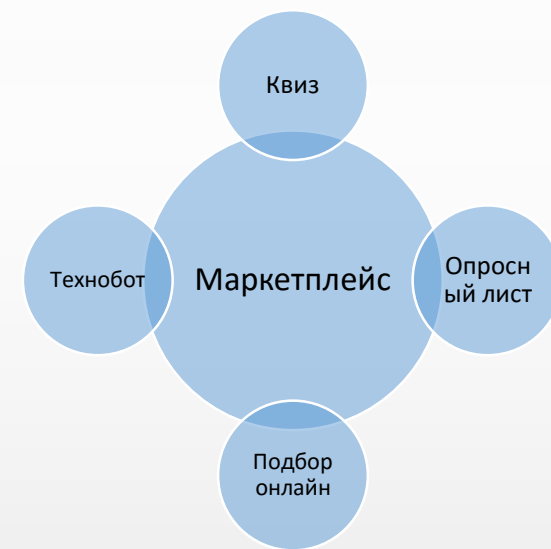 Квиз
Технобот
Маркетплейс
Опросн
ый лист
Подбор
онлайн